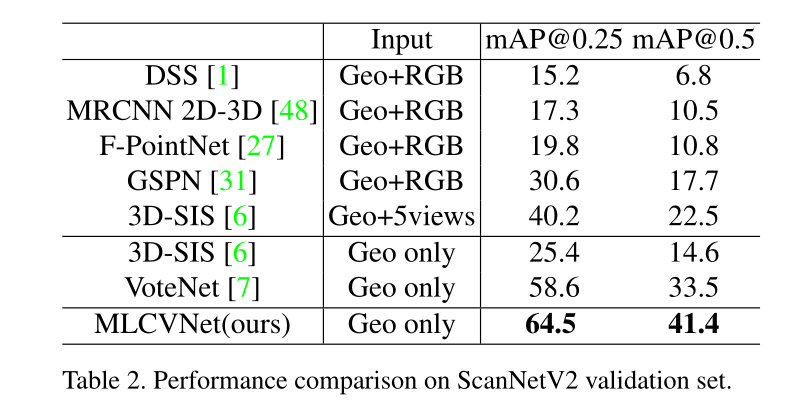 Input mAP@0.25 mAP@0.5
DSS [1] Geo+RGB 15.2 6.8
MRCNN 2D-3D [48] Geo+RGB 17.3 10.5
F-PointNet [27] Geo+RGB 19.8 10.8
GSPN [31] Geo+RGB 30.6 17.7
3D-SIS [6] Geo+5views 40.2 22.5
3D-SIS [6] Geo only 25.4 14.6
VoteNet [7] Geo only 58.6 33.5
MLCVNet(ours) Geo only 64.5 41.4
Table 2. Performance comparison on ScanNetV2 validation set.